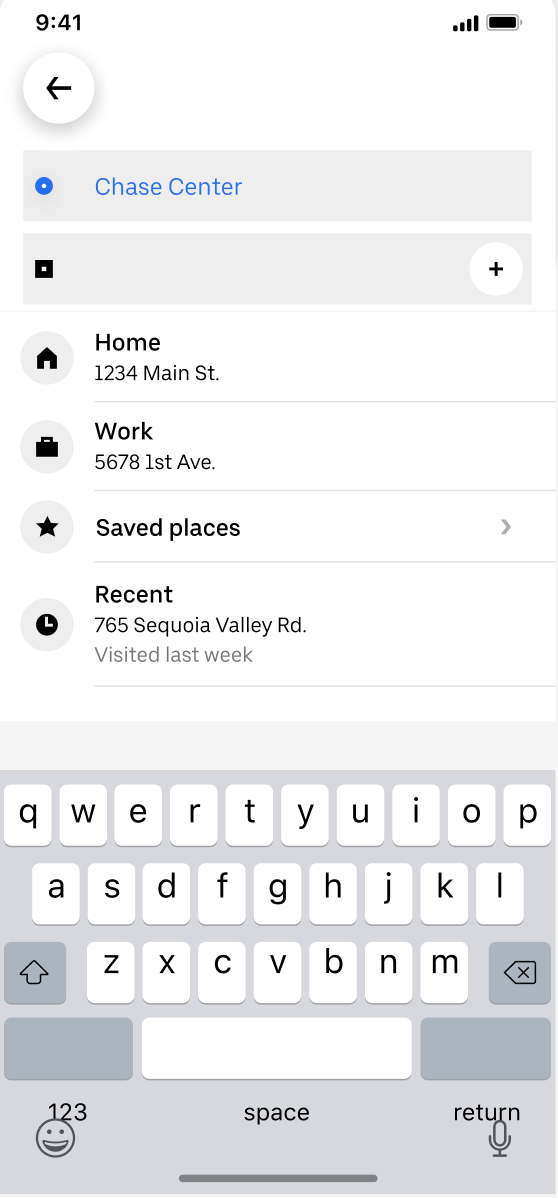 9:41
Chase Center
+
Home
1234 Main St.
Work
5678 1st Ave.
Saved places
Recent
765 Sequoia Valley Rd.
Visited last week
q w e r t y u i o p
a s d f g h j k l
z x c v b n m
123 space return